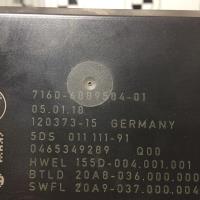 7160-6889504-01
05.01.18
120373-15 GERMANY
5DS 011 111-91
0465349289 Q00
HWEL 155D-004.001.001
BTLD 20A8-036.000.000
SWFL 20A9-037.000.004